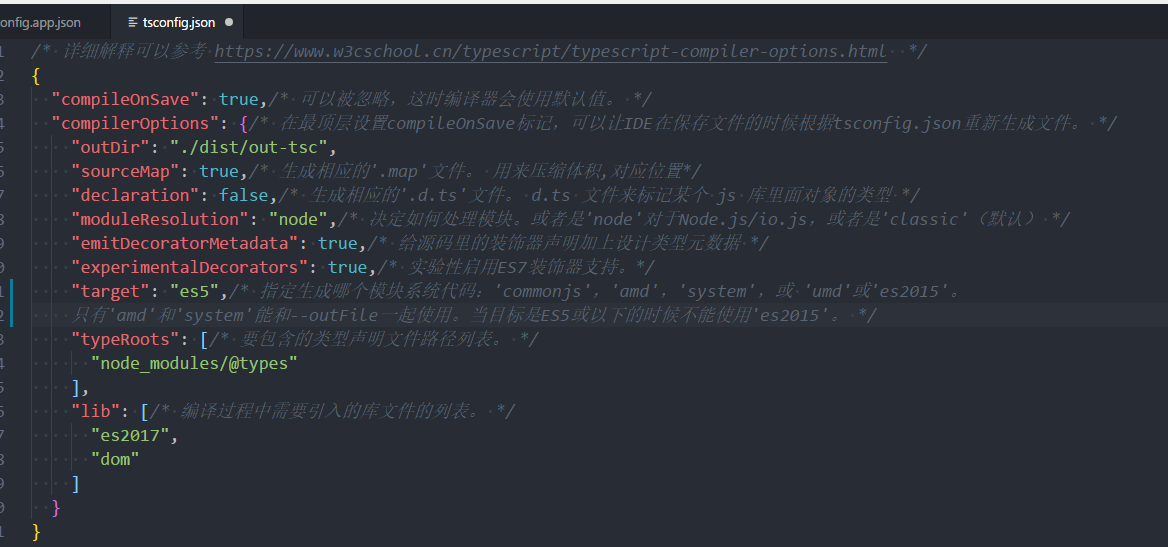 onfig.app.json tsconfig.json
1 /* 详细解释可以参考 https://www.w3cschool.cn/typescript/typescript-compiler-options.html */
2 {
3 "compileOnSave": true,/* 可以被忽略，这时编译器会使用默认值。 */
4 "compilerOptions": {/* 在最顶层设置compileOnSave标记，可以让IDE在保存文件的时候根据tsconfig.json重新生成文件。 */
5 "outDir": "./dist/out-tsc",
6 "sourceMap": true,/* 生成相应的'.map'文件。 用来压缩体积,对应位置*/
7 "declaration": false,/* 生成相应的'.d.ts'文件。 d.ts 文件来标记某个 js 库里面对象的类型 */
8 "moduleResolution": "node",/* 决定如何处理模块。或者是'node'对于Node.js/io.js，或者是'classic'（默认） */
9 "emitDecoratorMetadata": true,/* 给源码里的装饰器声明加上设计类型元数据 */
0 "experimentalDecorators": true,/* 实验性启用ES7装饰器支持。*/
1 "target": "es5",/* 指定生成哪个模块系统代码：'commonjs'，'amd'，'system'，或 'umd'或'es2015'。
2 只有'amd'和'system'能和--outFile一起使用。当目标是ES5或以下的时候不能使用'es2015'。 */
3 "typeRoots": [/* 要包含的类型声明文件路径列表。 */
4 "node_modules/@types"
5 ],
6 "lib": [/* 编译过程中需要引入的库文件的列表。 */
7 "es2017",
8 "dom"
9 ]
0 }
1 }